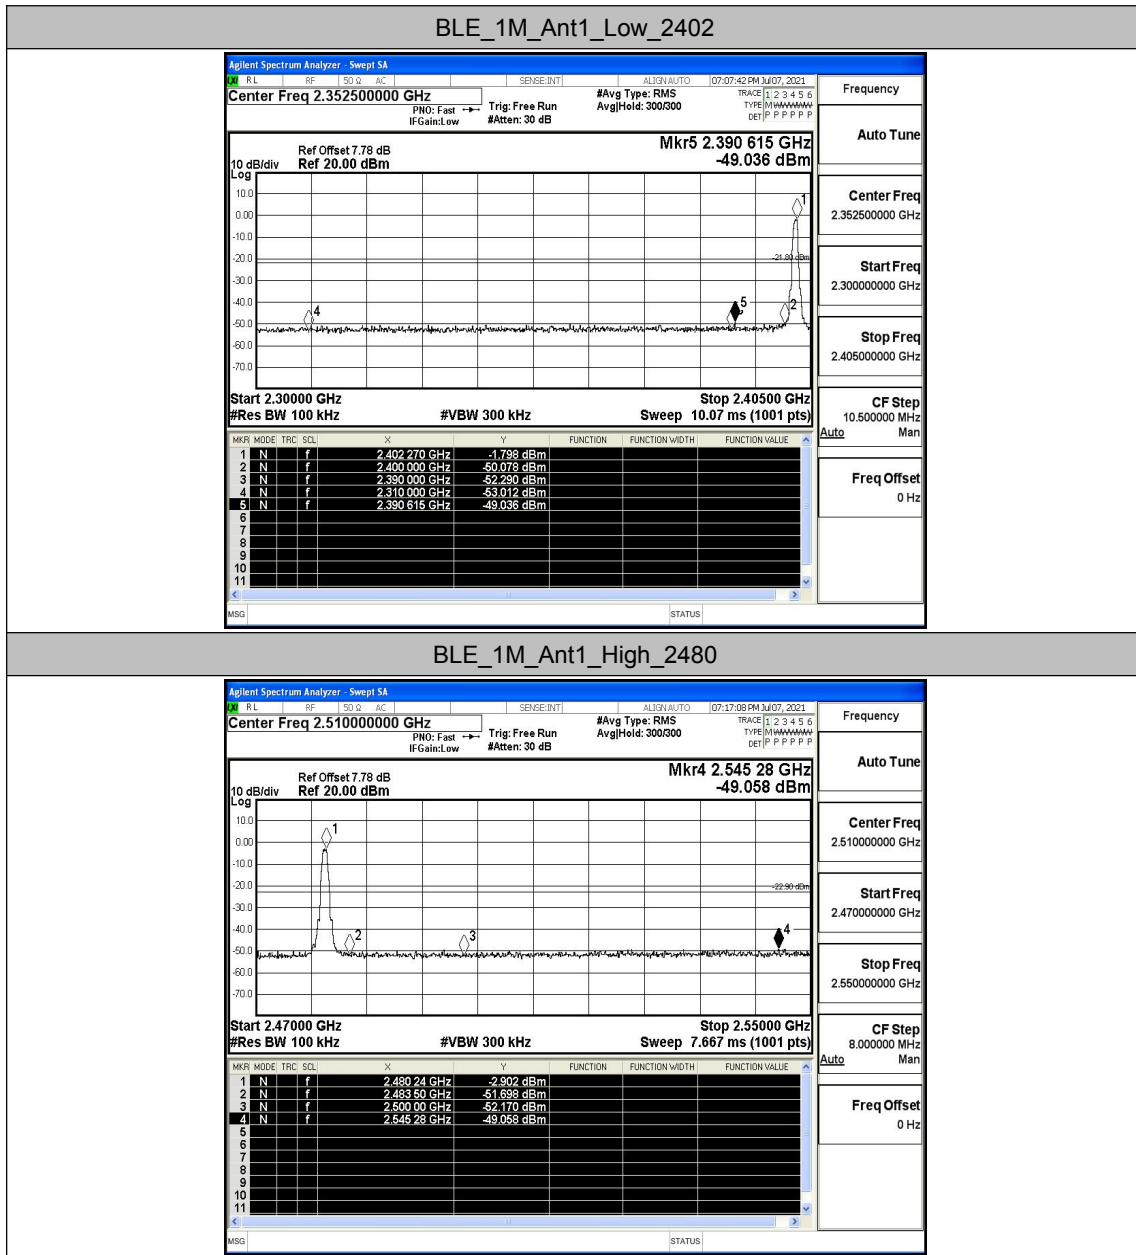 BLE_1M_Ant1_Low_2402
Agilent Spectrum Analyzer - Swept SA
LXI RL RF 50 Ω AC SENSE:INT ALIGN AUTO 07:07:42 PM Jul 07, 2021
Center Freq 2.352500000 GHz
PNO: Fast
IFGain:Low
Trig: Free Run
#Atten: 30 dB
#Avg Type: RMS
Avg|Hold: 300/300
TRACE 1 2 3 4 5 6
TYPE MWWWWW
DET P P P P P P
Ref Offset 7.78 dB
10 dB/div Ref 20.00 dBm
Log
Mkr5 2.390 615 GHz
-49.036 dBm
10.0
0.00
-10.0
-20.0
-30.0
-40.0
-50.0
-60.0
-70.0
1
-21.80 dBm
4
5
2
Start 2.30000 GHz Stop 2.40500 GHz
#Res BW 100 kHz #VBW 300 kHz Sweep 10.07 ms (1001 pts)
MKR MODE TRC SCL X Y FUNCTION FUNCTION WIDTH FUNCTION VALUE
1 N f 2.402 270 GHz -1.798 dBm
2 N f 2.400 000 GHz -50.078 dBm
3 N f 2.390 000 GHz -52.290 dBm
4 N f 2.310 000 GHz -53.012 dBm
5 N f 2.390 615 GHz -49.036 dBm
6
7
8
9
10
11
MSG STATUS
Frequency
Auto Tune
Center Freq
2.352500000 GHz
Start Freq
2.300000000 GHz
Stop Freq
2.405000000 GHz
CF Step
10.500000 MHz
Auto Man
Freq Offset
0 Hz
BLE_1M_Ant1_High_2480
Agilent Spectrum Analyzer - Swept SA
LXI RL RF 50 Ω AC SENSE:INT ALIGN AUTO 07:17:08 PM Jul 07, 2021
Center Freq 2.510000000 GHz
PNO: Fast
IFGain:Low
Trig: Free Run
#Atten: 30 dB
#Avg Type: RMS
Avg|Hold: 300/300
TRACE 1 2 3 4 5 6
TYPE MWWWWW
DET P P P P P P
Ref Offset 7.78 dB
10 dB/div Ref 20.00 dBm
Log
Mkr4 2.545 28 GHz
-49.058 dBm
10.0
0.00
-10.0
-20.0
-30.0
-40.0
-50.0
-60.0
-70.0
1
-22.90 dBm
2
3
4
Start 2.47000 GHz Stop 2.55000 GHz
#Res BW 100 kHz #VBW 300 kHz Sweep 7.667 ms (1001 pts)
MKR MODE TRC SCL X Y FUNCTION FUNCTION WIDTH FUNCTION VALUE
1 N f 2.480 24 GHz -2.902 dBm
2 N f 2.483 50 GHz -51.698 dBm
3 N f 2.500 00 GHz -52.170 dBm
4 N f 2.545 28 GHz -49.058 dBm
5
6
7
8
9
10
11
MSG STATUS
Frequency
Auto Tune
Center Freq
2.510000000 GHz
Start Freq
2.470000000 GHz
Stop Freq
2.550000000 GHz
CF Step
8.000000 MHz
Auto Man
Freq Offset
0 Hz